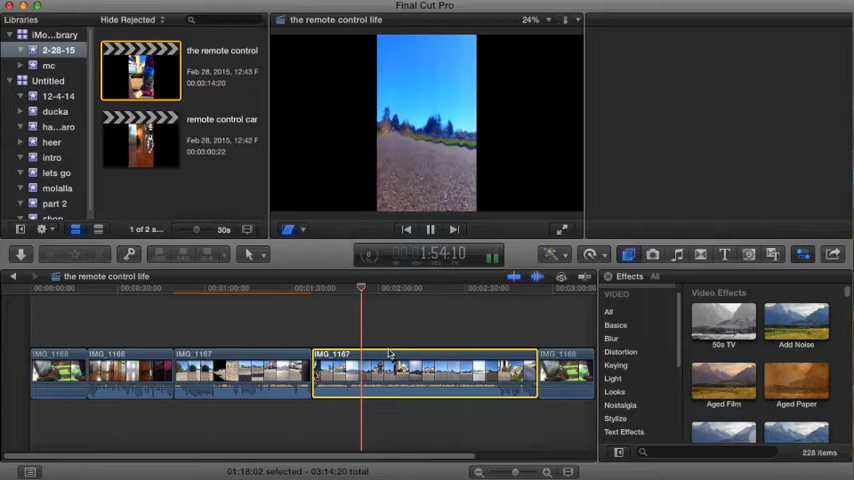 Final Cut Pro
Libraries
Hide Rejected
the remote control life
24%
iMo...brary
2-28-15
mc
Untitled
12-4-14
ducka
ha...aro
heer
intro
lets go
molalla
part 2
shop
the remote control
Feb 28, 2015, 12:43 P
00:03:14:20
remote control car
Feb 28, 2015, 12:42 P
00:03:00:22
1 of 2 s...
30s
1:54:10
the remote control life
Effects All
00:00:00:00
00:00:30:00
00:01:00:00
00:01:30:00
00:02:00:00
00:02:30:00
00:03:00:00
IMG_1168
IMG_1166
IMG_1167
IMG_1167
IMG_1168
VIDEO
All
Basics
Blur
Distortion
Keying
Light
Looks
Nostalgia
Stylize
Text Effects
Video Effects
50s TV
Add Noise
Aged Film
Aged Paper
228 items
01:18:02 selected - 03:14:20 total